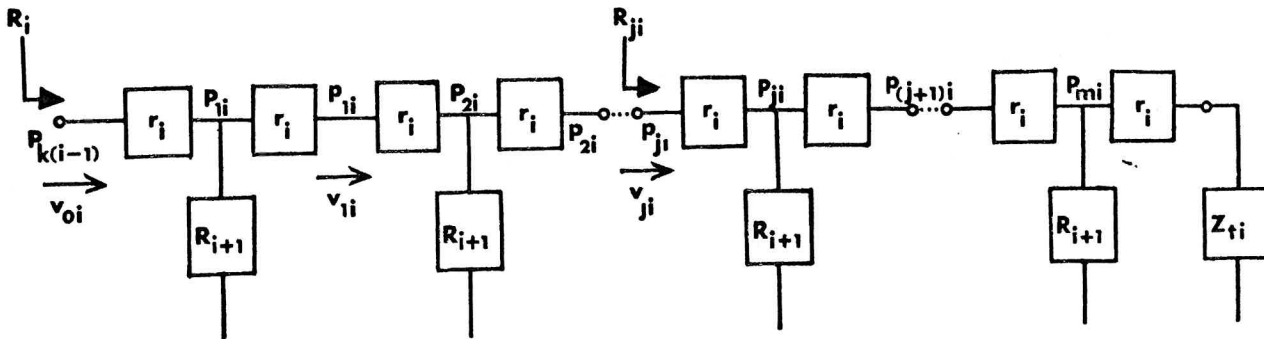 R_i R_ji
P_1i p_1i P_2i P_ji p_(j+1)i P_mi
r_i r_i r_i r_i r_i r_i r_i r_i
P_k(i-1) p_2i p_ji
v_0i v_1i v_ji
R_i+1 R_i+1 R_i+1 R_i+1 Z_ti